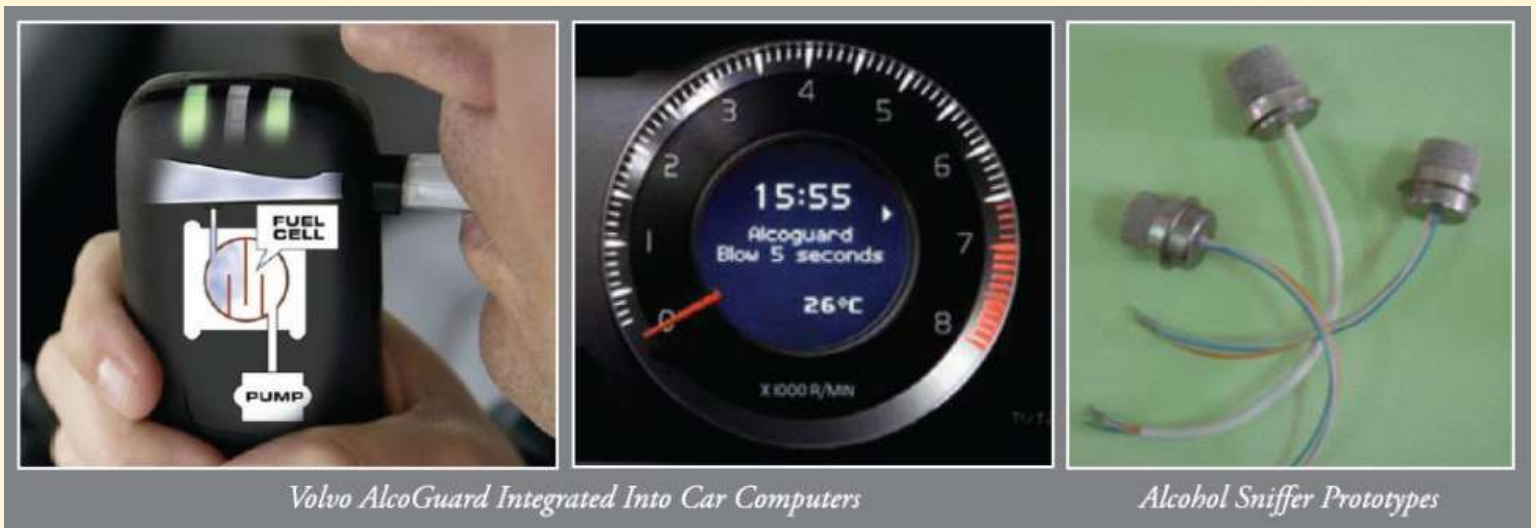 FUEL
CELL
PUMP
0
1
2
3
4
5
6
7
8
15:55
Alcoguard
Blow 5 seconds
26°C
X1000 R/MIN
Volvo AlcoGuard Integrated Into Car Computers
Alcohol Sniffer Prototypes